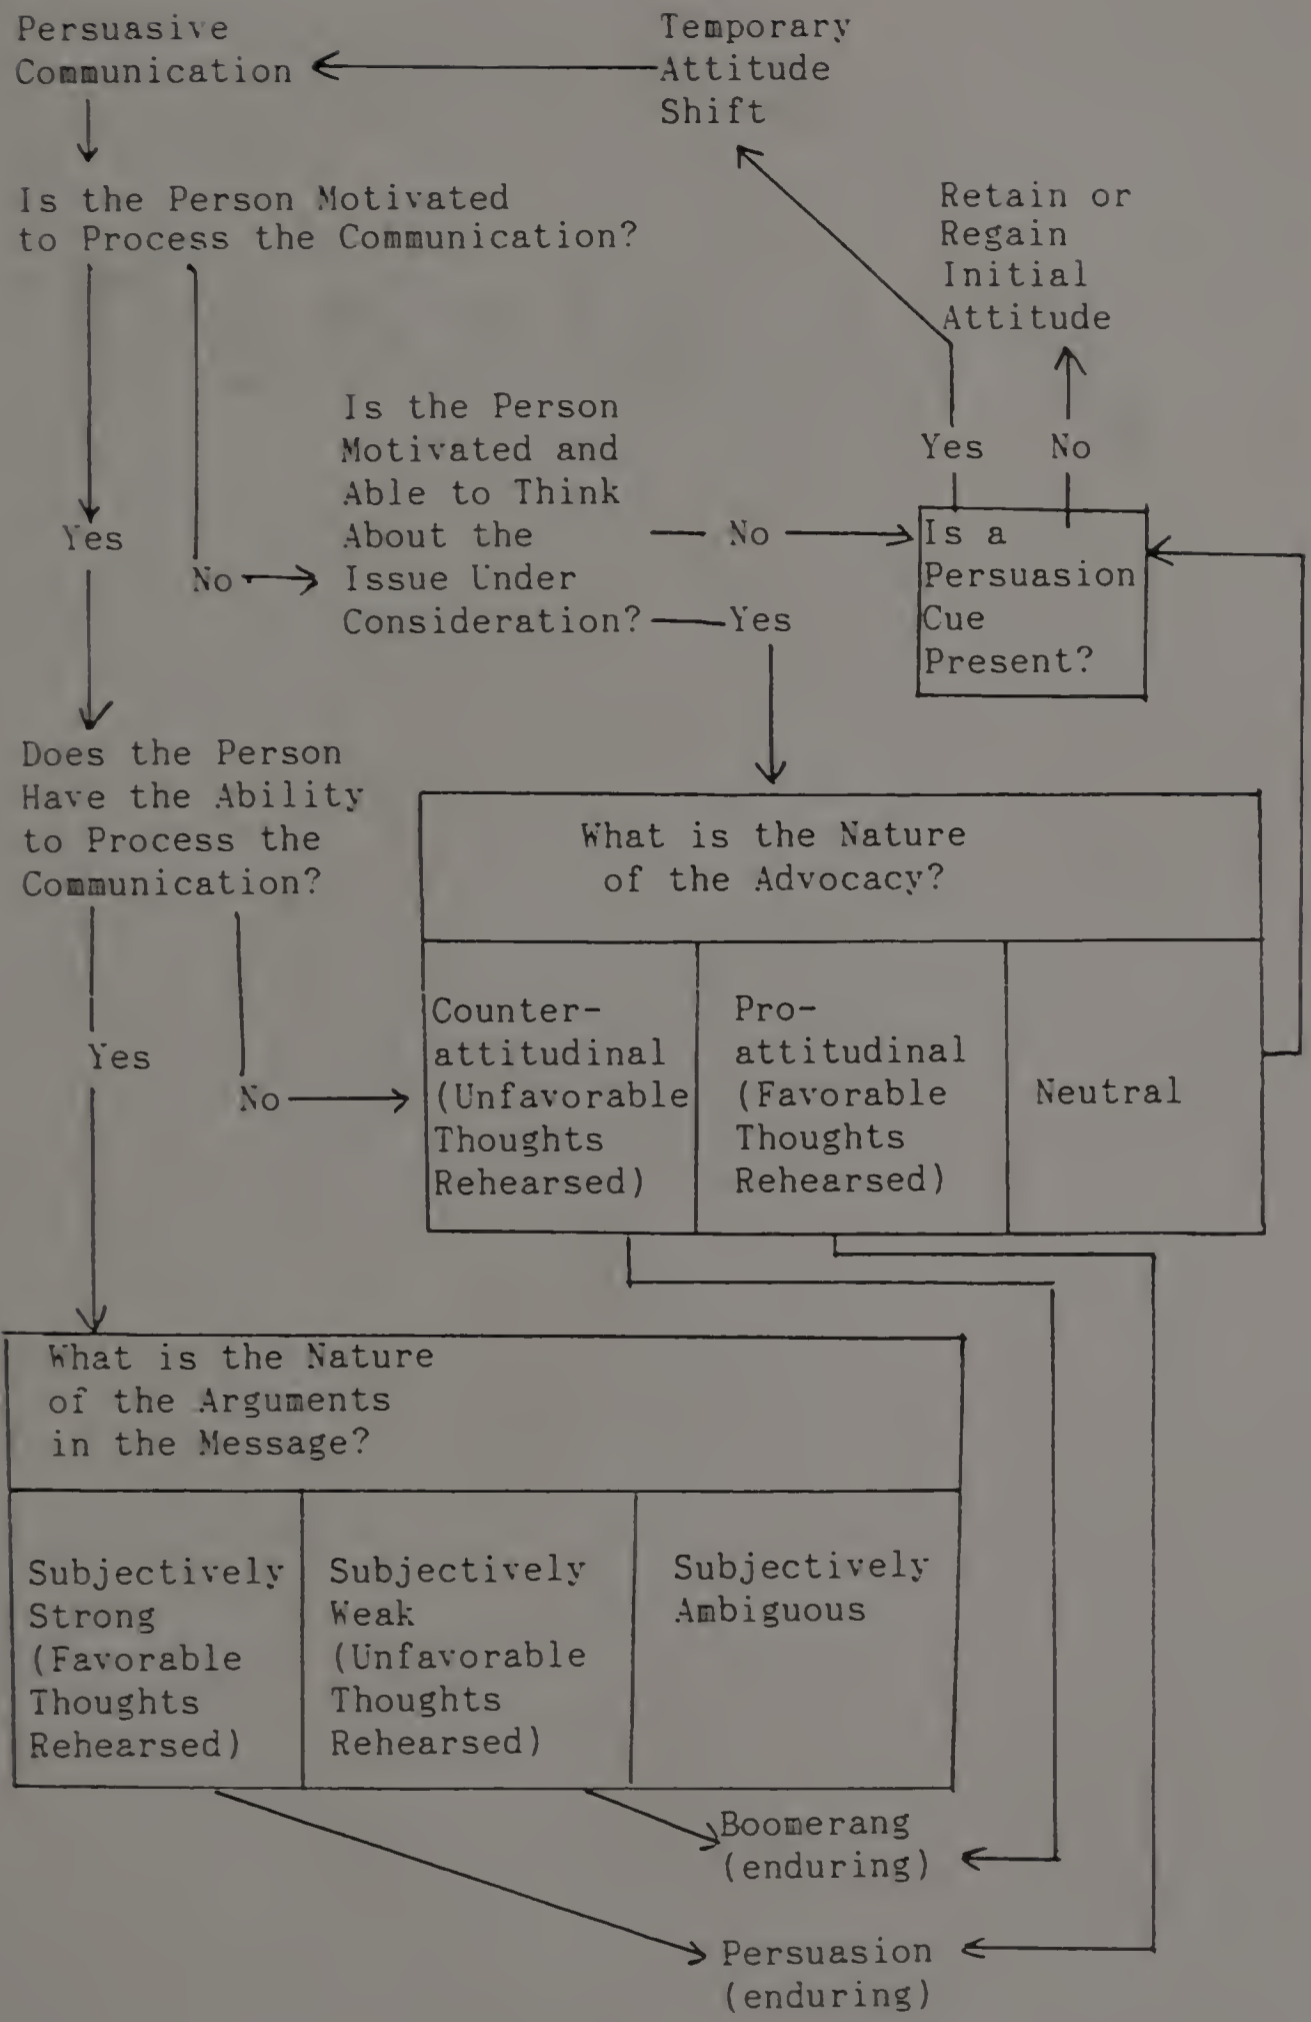 Persuasive
Communication
Temporary
Attitude
Shift
Is the Person Motivated
to Process the Communication?
Retain or
Regain
Initial
Attitude
Yes
No
Is the Person
Motivated and
Able to Think
About the
Issue Under
Consideration?
No
Yes
Yes
No
Is a
Persuasion
Cue
Present?
Does the Person
Have the Ability
to Process the
Communication?
Yes
No
What is the Nature
of the Advocacy?
Counter-
attitudinal
(Unfavorable
Thoughts
Rehearsed)
Pro-
attitudinal
(Favorable
Thoughts
Rehearsed)
Neutral
What is the Nature
of the Arguments
in the Message?
Subjectively
Strong
(Favorable
Thoughts
Rehearsed)
Subjectively
Weak
(Unfavorable
Thoughts
Rehearsed)
Subjectively
Ambiguous
Boomerang
(enduring)
Persuasion
(enduring)